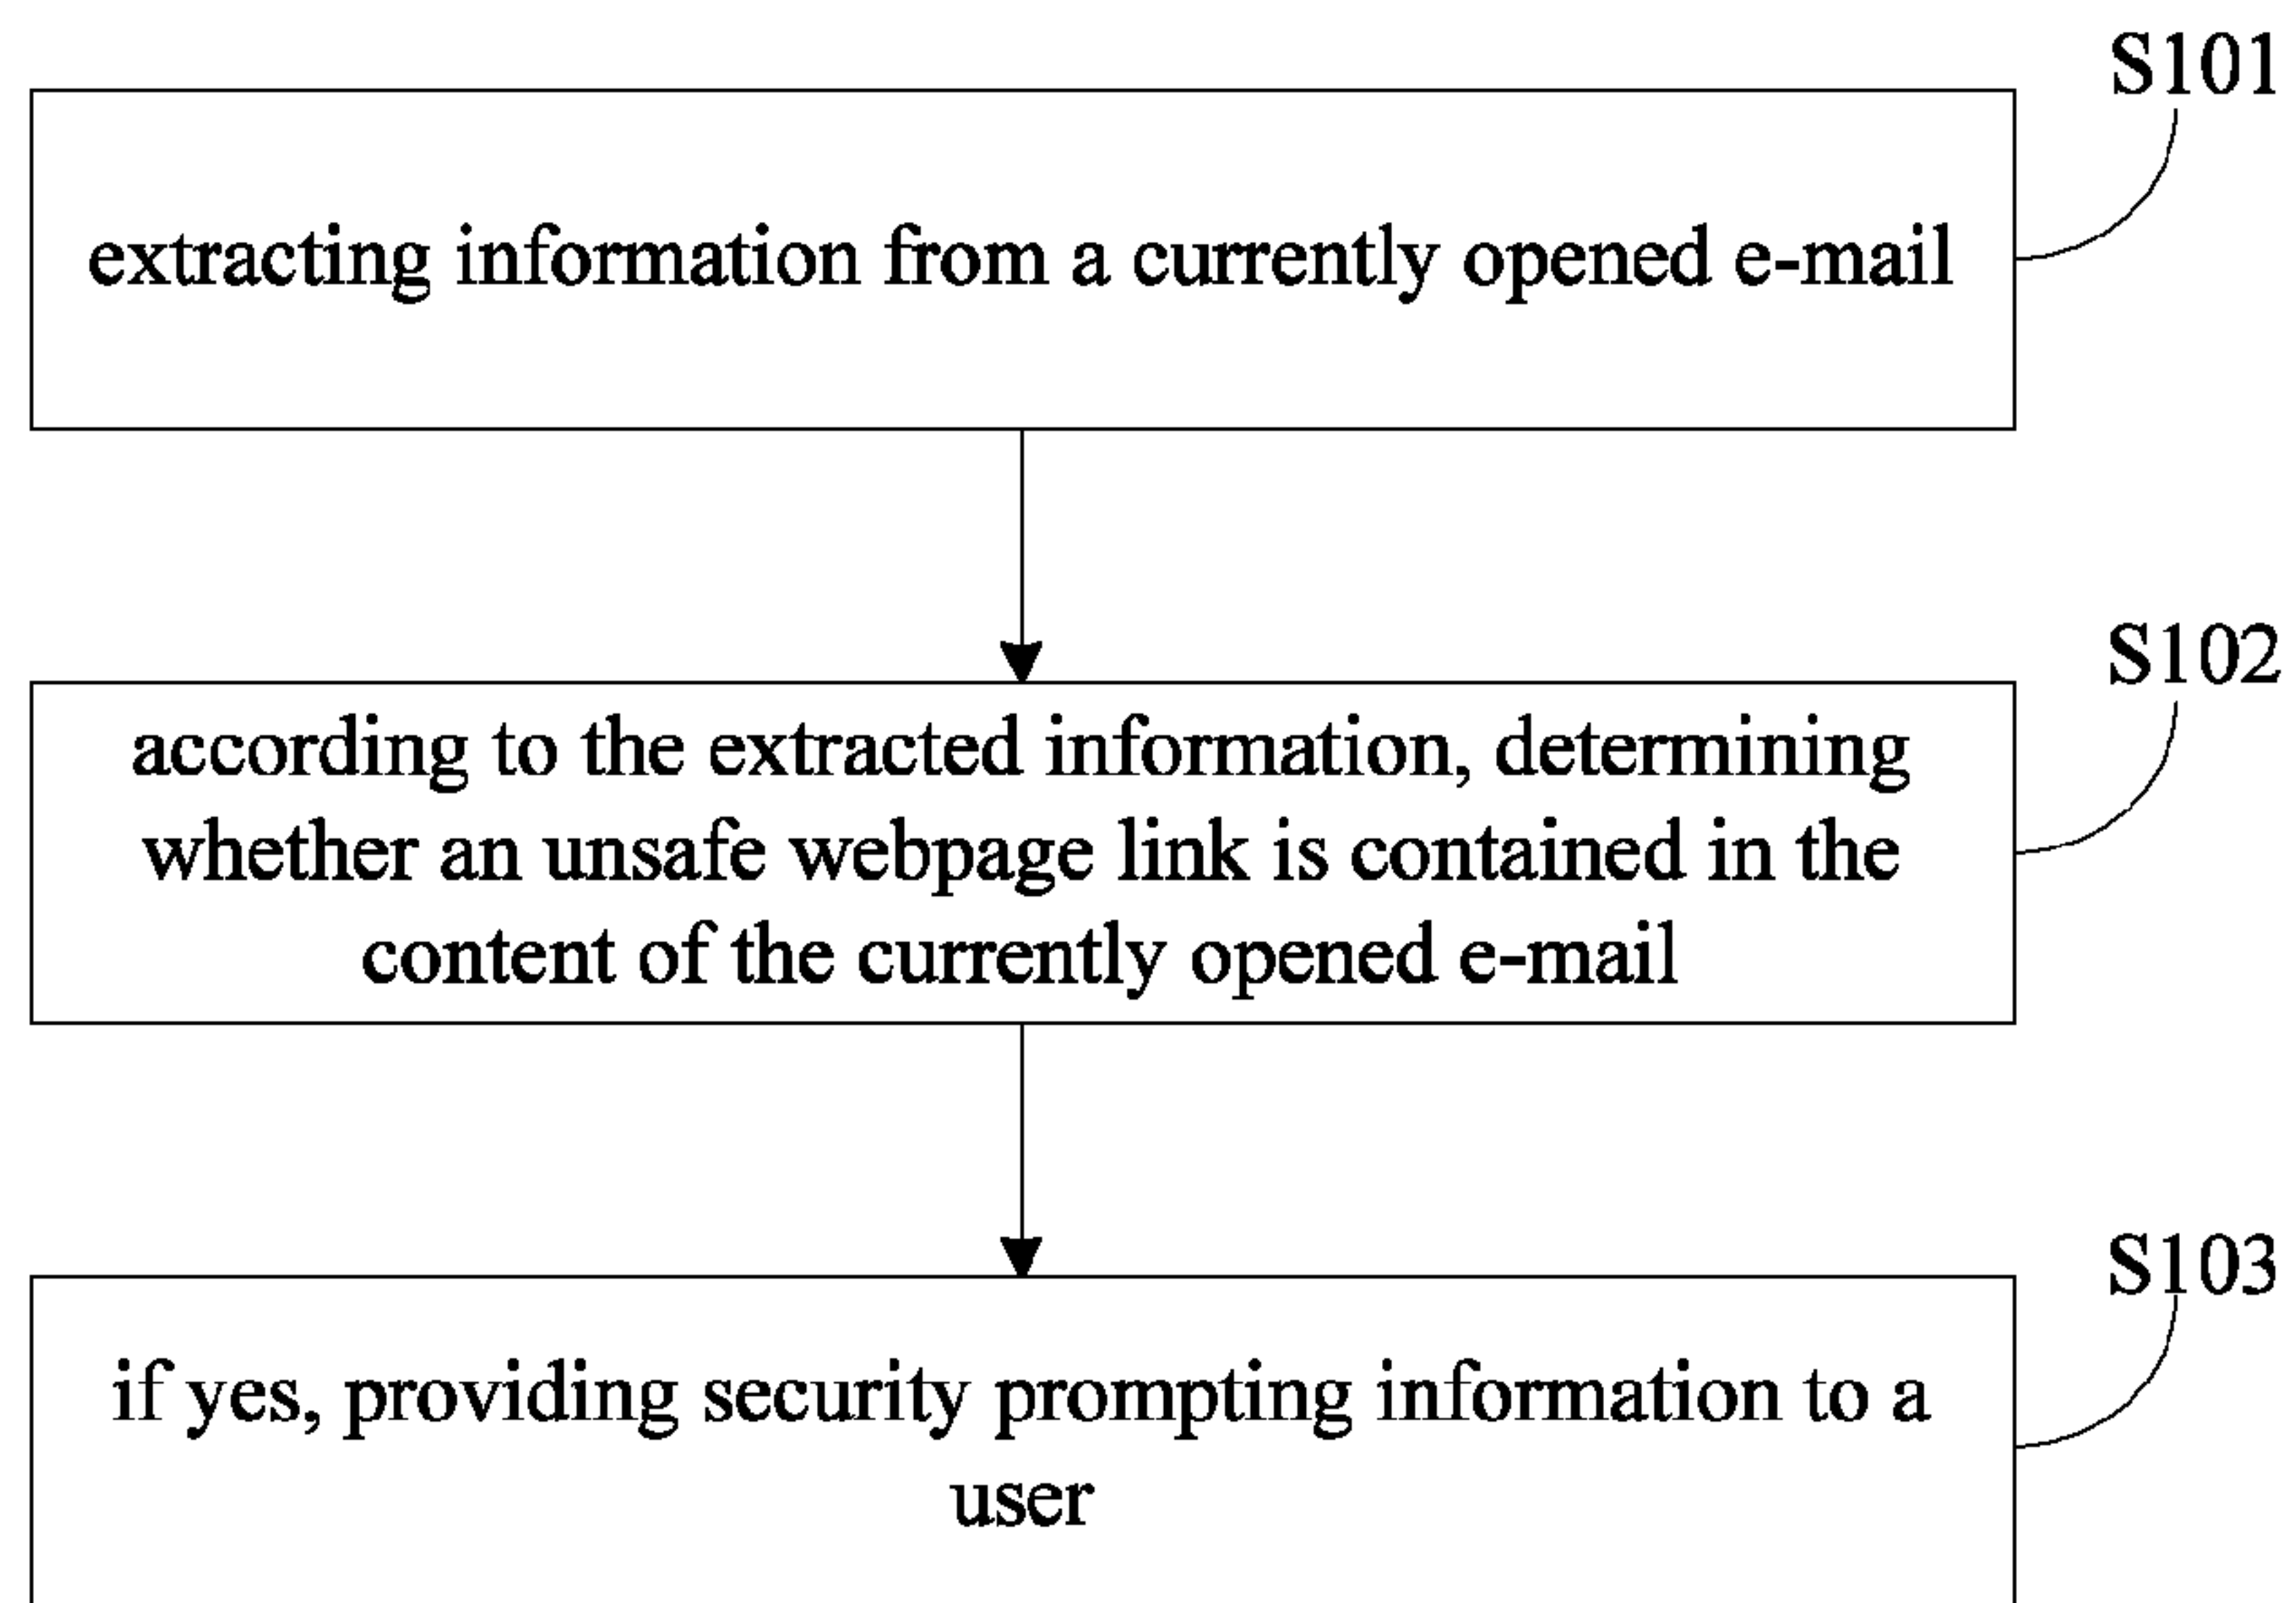 S101
extracting information from a currently opened e-mail
S102
according to the extracted information, determining
whether an unsafe webpage link is contained in the
content of the currently opened e-mail
S103
if yes, providing security prompting information to a
user